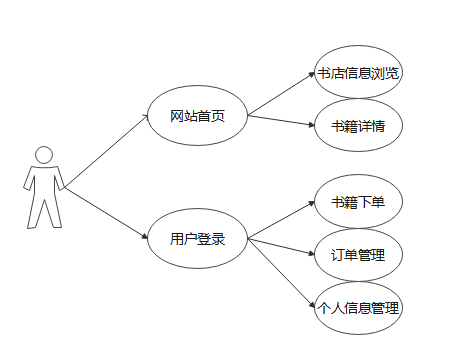 书店信息浏览
网站首页
书籍详情
书籍下单
用户登录
订单管理
个人信息管理